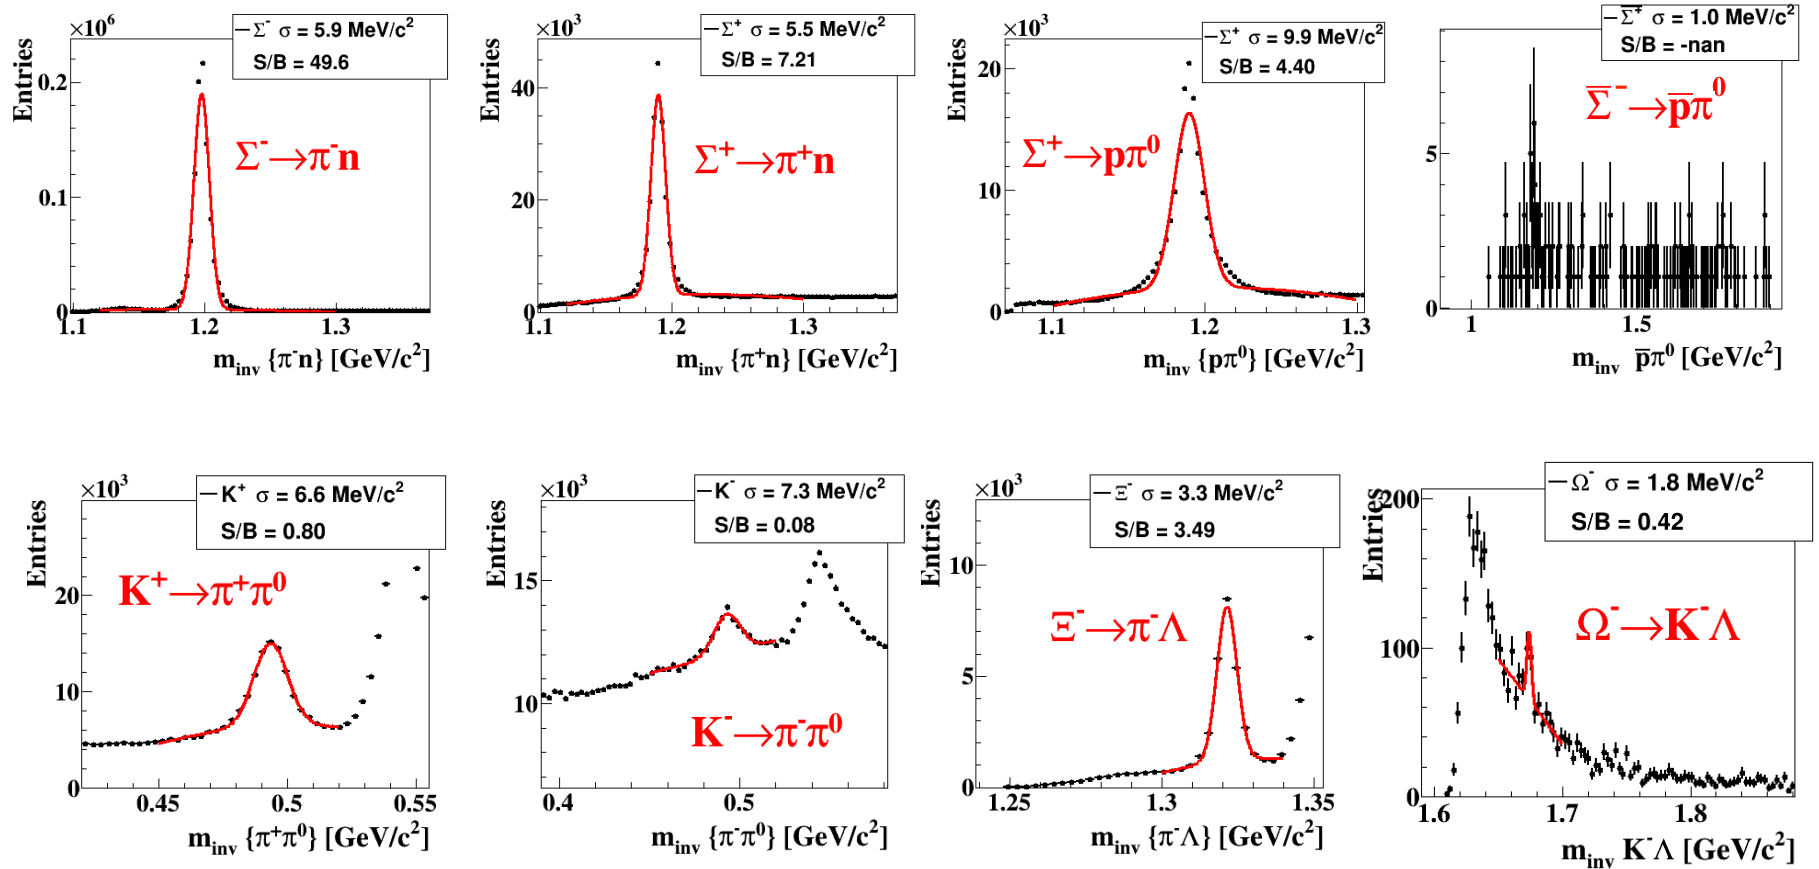 ×10⁶
Σ⁻ σ = 5.9 MeV/c²
S/B = 49.6
Entries
0.2
0.1
0
Σ⁻→π⁻n
1.1 1.2 1.3
m_inv {π⁻n} [GeV/c²]
×10³
Σ⁺ σ = 5.5 MeV/c²
S/B = 7.21
Entries
40
20
0
Σ⁺→π⁺n
1.1 1.2 1.3
m_inv {π⁺n} [GeV/c²]
×10³
Σ⁺ σ = 9.9 MeV/c²
S/B = 4.40
Entries
20
10
0
Σ⁺→pπ⁰
1.1 1.2 1.3
m_inv {pπ⁰} [GeV/c²]
Σ̅⁺ σ = 1.0 MeV/c²
S/B = -nan
5
0
Σ̅⁻→p̅π⁰
1 1.5
m_inv p̅π⁰ [GeV/c²]
×10³
K⁺ σ = 6.6 MeV/c²
S/B = 0.80
Entries
20
10
0
K⁺→π⁺π⁰
0.45 0.5 0.55
m_inv {π⁺π⁰} [GeV/c²]
×10³
K⁻ σ = 7.3 MeV/c²
S/B = 0.08
Entries
15
10
K⁻→π⁻π⁰
0.4 0.5
m_inv {π⁻π⁰} [GeV/c²]
×10³
Ξ⁻ σ = 3.3 MeV/c²
S/B = 3.49
Entries
10
5
0
Ξ⁻→π⁻Λ
1.25 1.3 1.35
m_inv {π⁻Λ} [GeV/c²]
Ω⁻ σ = 1.8 MeV/c²
S/B = 0.42
Entries
200
100
0
Ω⁻→K⁻Λ
1.6 1.7 1.8
m_inv K⁻Λ [GeV/c²]